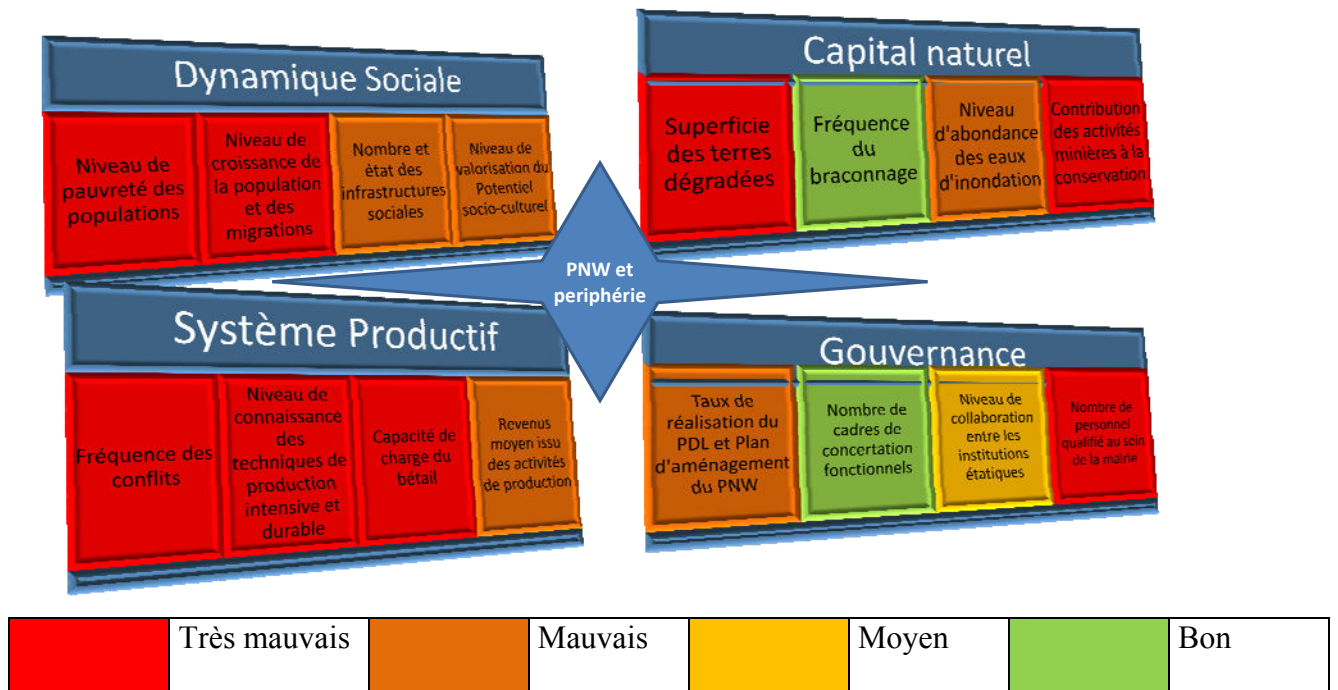 Dynamique Sociale
Niveau de
pauvreté des
populations
Niveau de
croissance de
la population
et des
migrations
Nombre et
état des
infrastructures
sociales
Niveau de
valorisation du
Potentiel
socio-culturel
Capital naturel
Superficie
des terres
dégradées
Fréquence
du
braconnage
Niveau
d'abondance
des eaux
d'inondation
Contribution
des activités
minières à la
conservation
PNW et
periphérie
Système Productif
Fréquence des
conflits
Niveau de
connaissance
des
techniques de
production
intensive et
durable
Capacité de
charge du
bétail
Revenus
moyen issu
des activités
de production
Gouvernance
Taux de
réalisation du
PDL et Plan
d'aménagement
du PNW
Nombre de
cadres de
concertation
fonctionnels
Niveau de
collaboration
entre les
institutions
étatiques
Nombre de
personnel
qualifié au sein
de la mairie
Très mauvais
Mauvais
Moyen
Bon